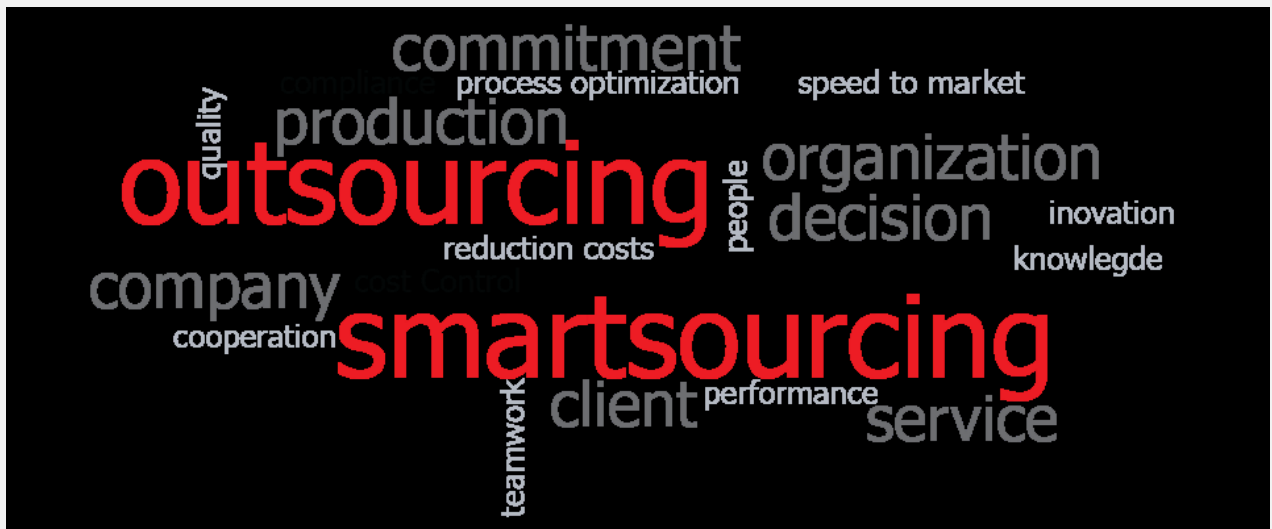 commitment
compliance
process optimization
speed to market
quality
production
outsourcing
people
organization
decision
inovation
reduction costs
knowlegde
company
cost Control
cooperation
smartsourcing
teamwork
client
performance
service